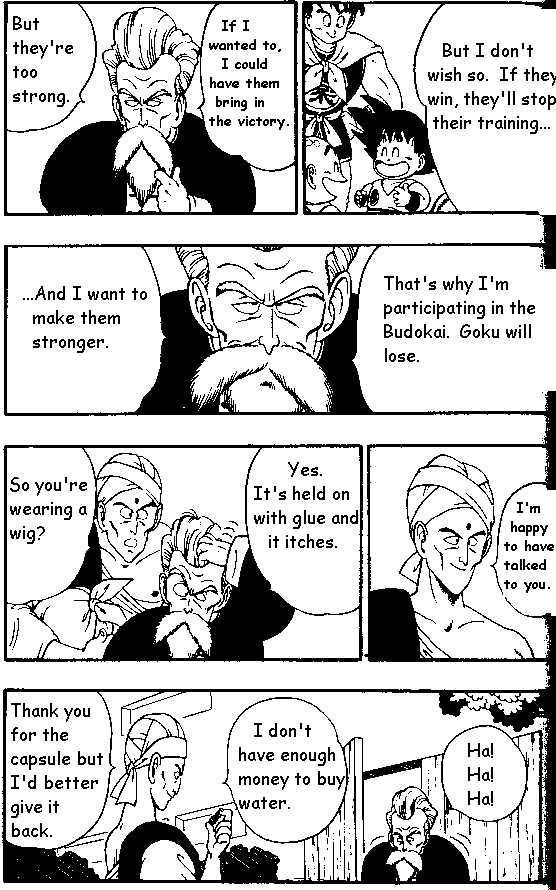 But
they're
too
strong.
If I
wanted to,
I could
have them
bring in
the victory.
But I don't
wish so. If they
win, they'll stop
their training...
...And I want to
make them
stronger.
That's why I'm
participating in the
Budokai. Goku will
lose.
So you're
wearing a
wig?
Yes.
It's held on
with glue and
it itches.
I'm
happy
to have
talked
to you.
Thank you
for the
capsule but
I'd better
give it
back.
I don't
have enough
money to buy
water.
Ha!
Ha!
Ha!